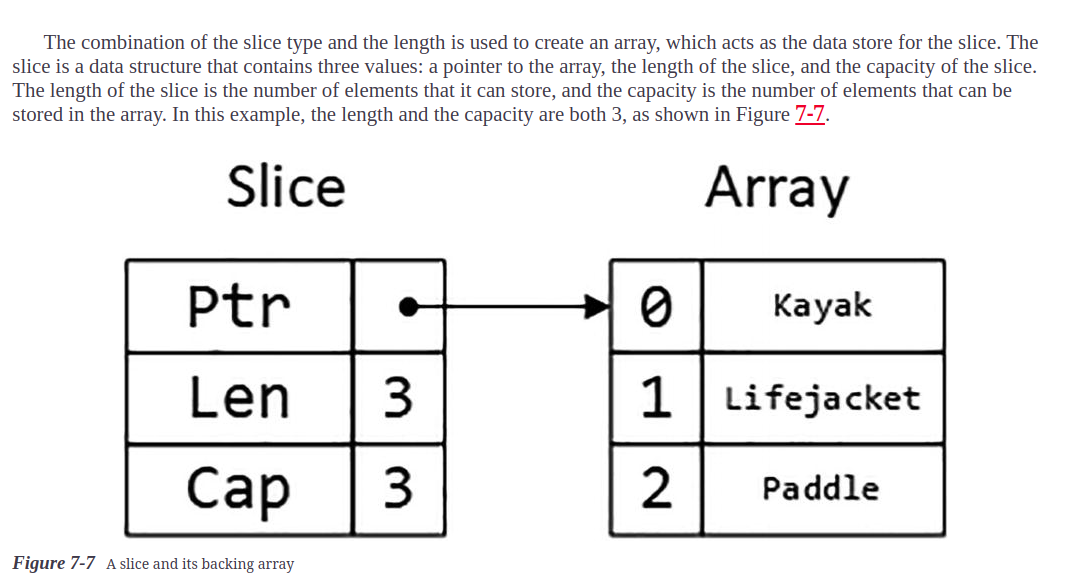 The combination of the slice type and the length is used to create an array, which acts as the data store for the slice. The
slice is a data structure that contains three values: a pointer to the array, the length of the slice, and the capacity of the slice.
The length of the slice is the number of elements that it can store, and the capacity is the number of elements that can be
stored in the array. In this example, the length and the capacity are both 3, as shown in Figure 7-7.
Slice
Array
Ptr
0 Kayak
Len 3
1 Lifejacket
Cap 3
2 Paddle
Figure 7-7 A slice and its backing array